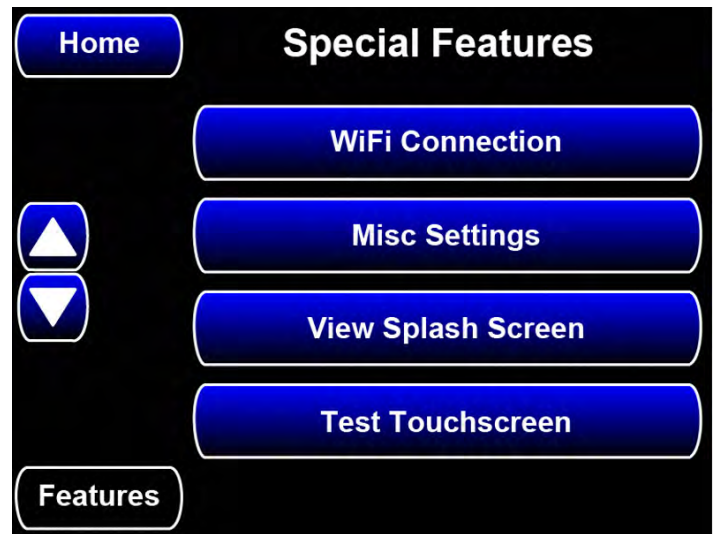 Home
Special Features
WiFi Connection
Misc Settings
View Splash Screen
Test Touchscreen
Features